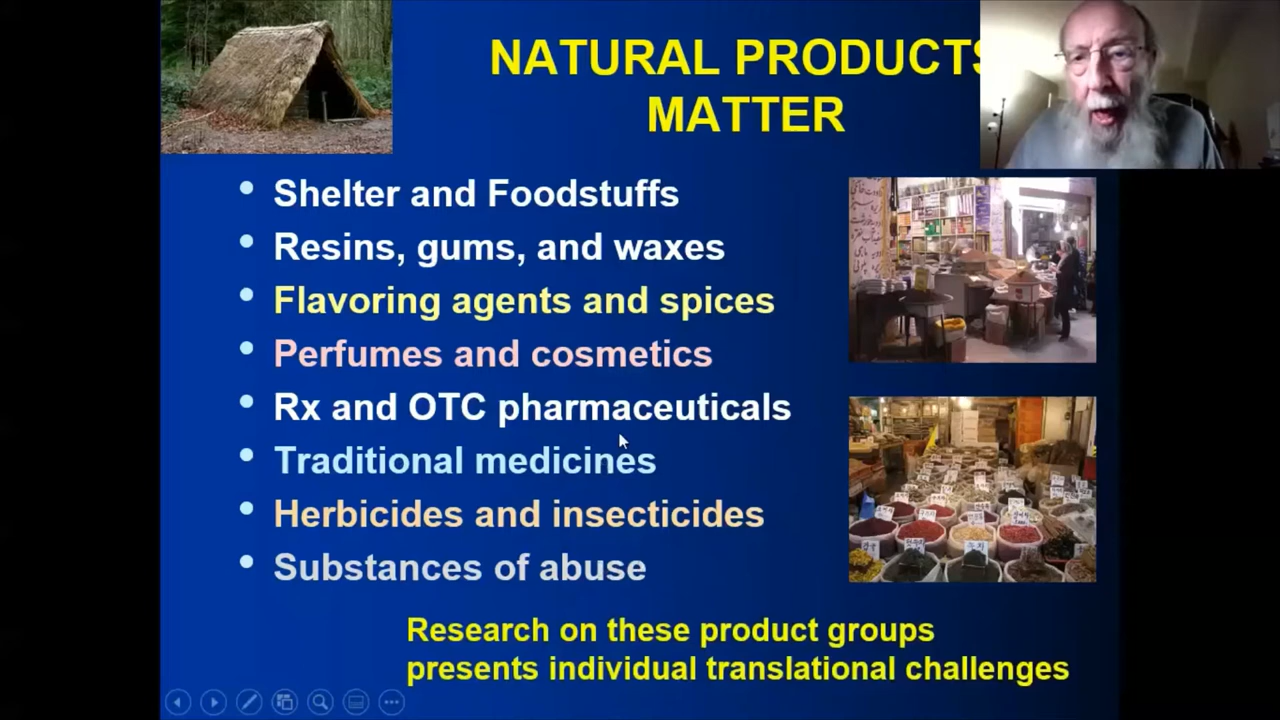 NATURAL PRODUCTS
MATTER
• Shelter and Foodstuffs
• Resins, gums, and waxes
• Flavoring agents and spices
• Perfumes and cosmetics
• Rx and OTC pharmaceuticals
• Traditional medicines
• Herbicides and insecticides
• Substances of abuse
Research on these product groups
presents individual translational challenges